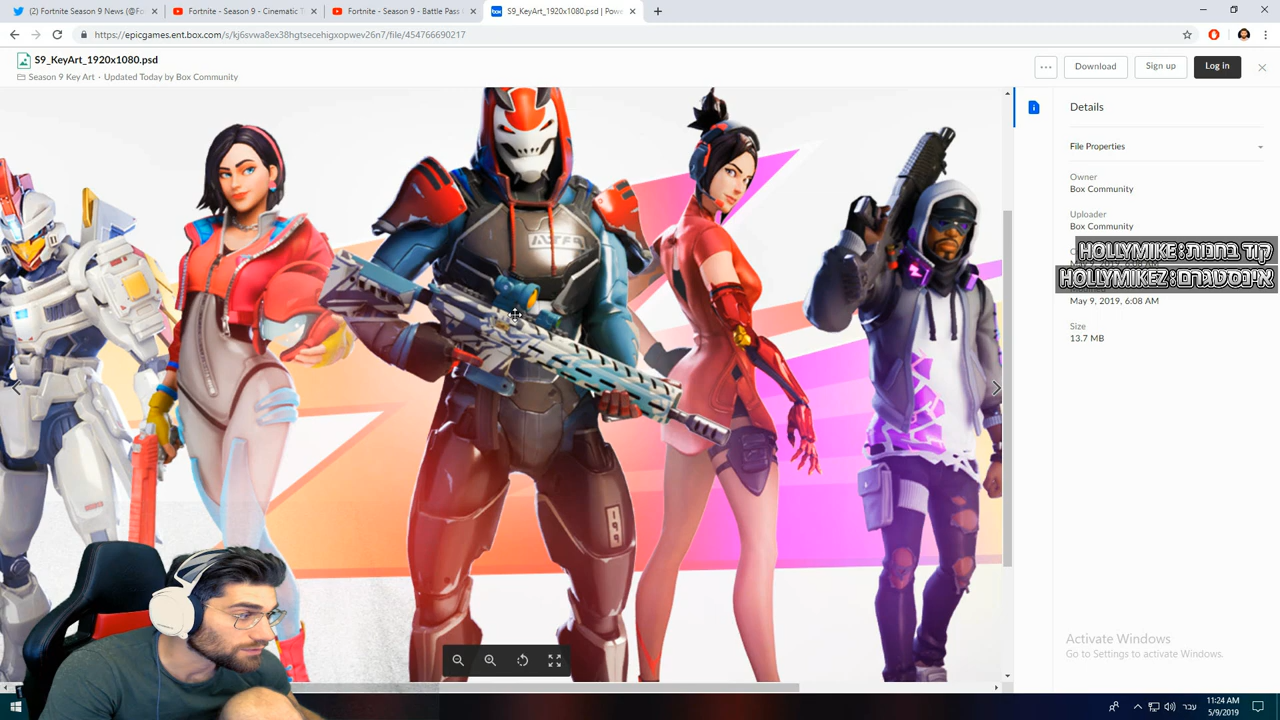 (2) Fortnite Season 9 News (@Fo
Fortnite - Season 9 - Cinematic T
Fortnite - Season 9 - Battle Pass
S9_KeyArt_1920x1080.psd | Powe
https://epicgames.ent.box.com/s/kj6svwa8ex38hgtsecehigxopwev26n7/file/454766690217
S9_KeyArt_1920x1080.psd
Season 9 Key Art · Updated Today by Box Community
Download
Sign up
Log in
Details
File Properties
Owner
Box Community
Uploader
Box Community
קוד בחנות: HOLLYMIKE
אינסטגרם: HOLLYMIKEZ
May 9, 2019, 6:08 AM
Size
13.7 MB
Activate Windows
Go to Settings to activate Windows.
עבר
11:24 AM
5/9/2019